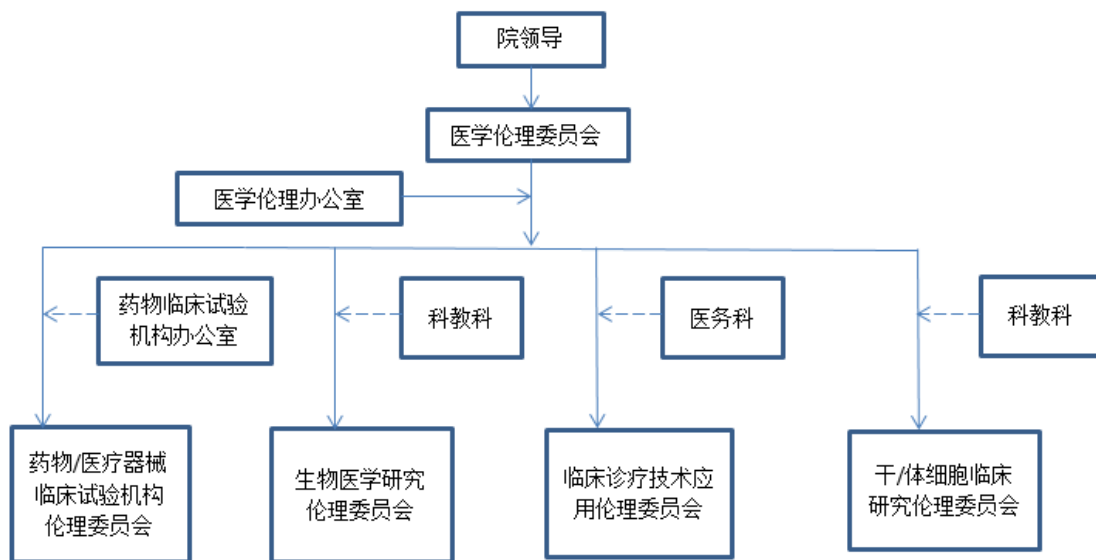 院领导
医学伦理委员会
医学伦理办公室
药物临床试验
机构办公室
科教科
医务科
科教科
药物/医疗器械
临床试验机构
伦理委员会
生物医学研究
伦理委员会
临床诊疗技术应
用伦理委员会
干/体细胞临床
研究伦理委员会